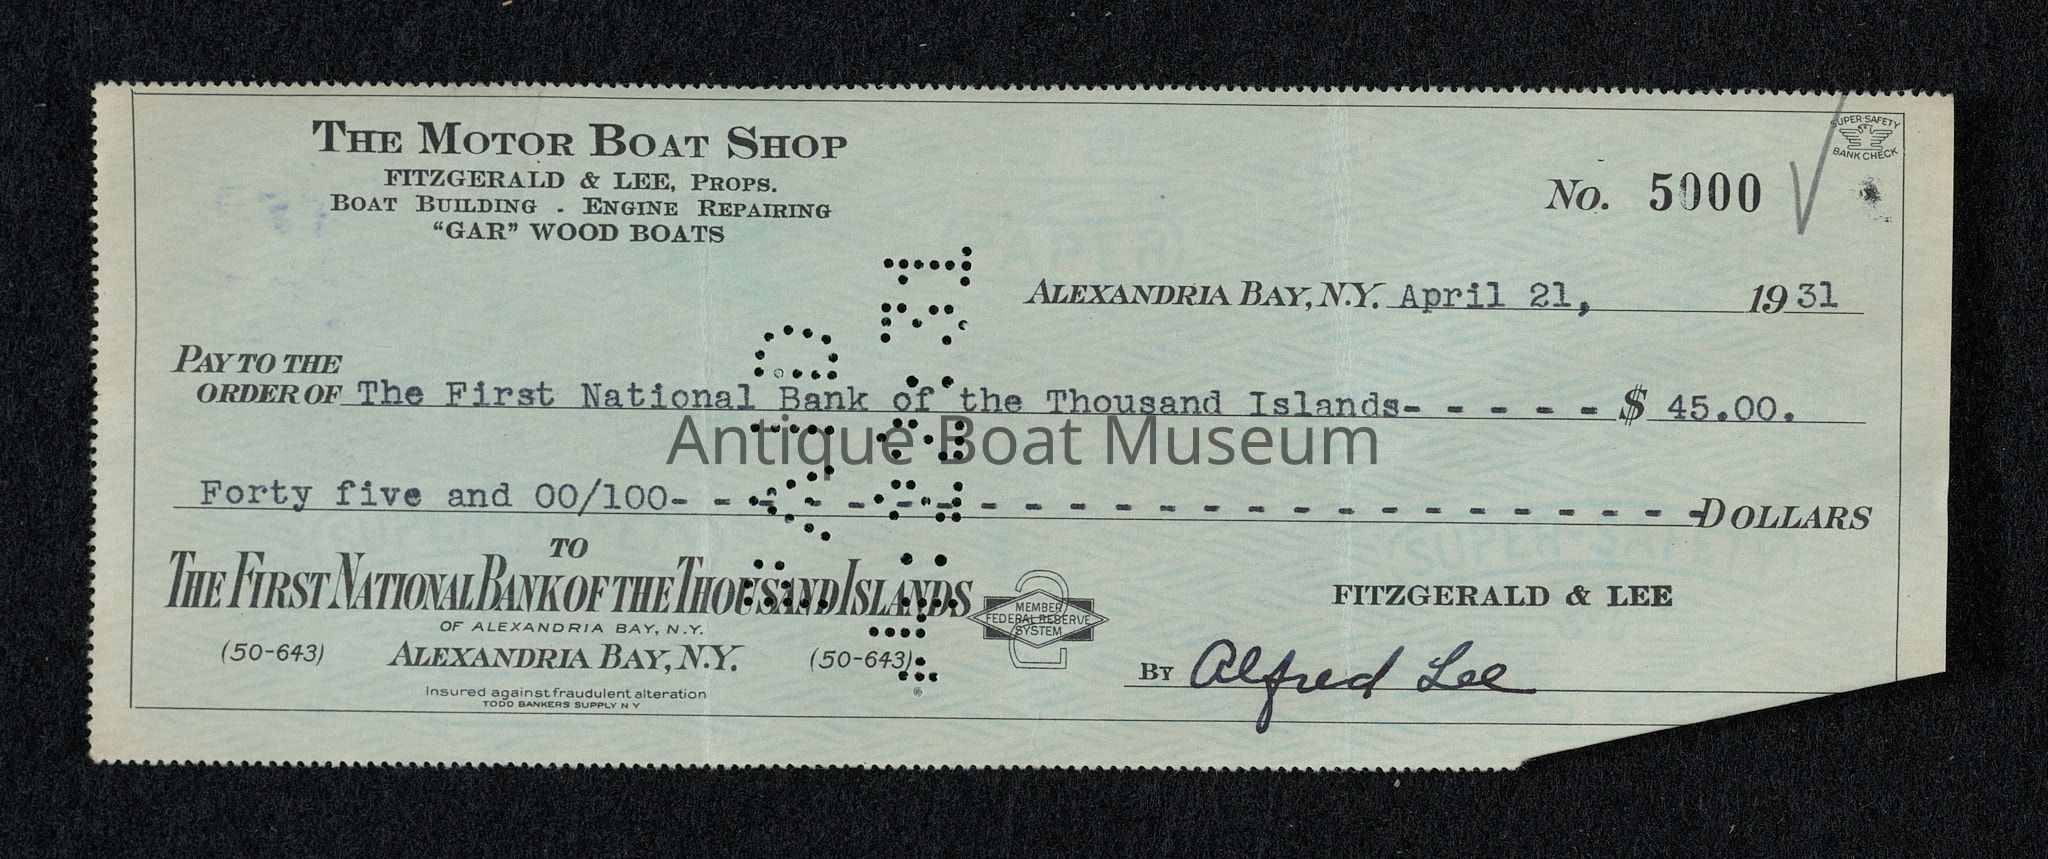 THE MOTOR BOAT SHOP
FITZGERALD & LEE, PROPS.
BOAT BUILDING - ENGINE REPAIRING
"GAR" WOOD BOATS
SUPER-SAFETY
BANK CHECK
No. 5000
ALEXANDRIA BAY, N.Y. April 21, 1931
PAY TO THE
ORDER OF The First National Bank of the Thousand Islands- - - - - - $ 45.00.
Antique Boat Museum
Forty five and 00/100- - - - - - - - - - - - - - - - - - - - - - - - DOLLARS
TO
THE FIRST NATIONAL BANK OF THE THOUSAND ISLANDS
OF ALEXANDRIA BAY, N.Y.
(50-643) ALEXANDRIA BAY, N.Y. (50-643)
Insured against fraudulent alteration
TODD BANKERS SUPPLY N Y
MEMBER
FEDERAL RESERVE
SYSTEM
SUPER-SAFETY
FITZGERALD & LEE
BY Alfred Lee